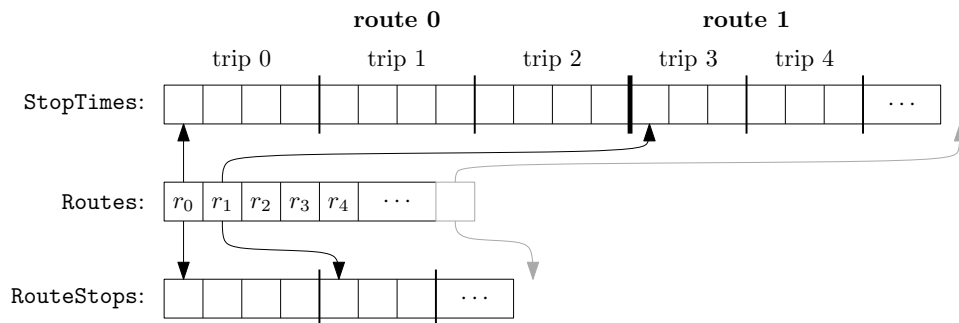 route 0 route 1
trip 0 trip 1 trip 2 trip 3 trip 4
StopTimes: ...
Routes: r0 r1 r2 r3 r4 ...
RouteStops: ...